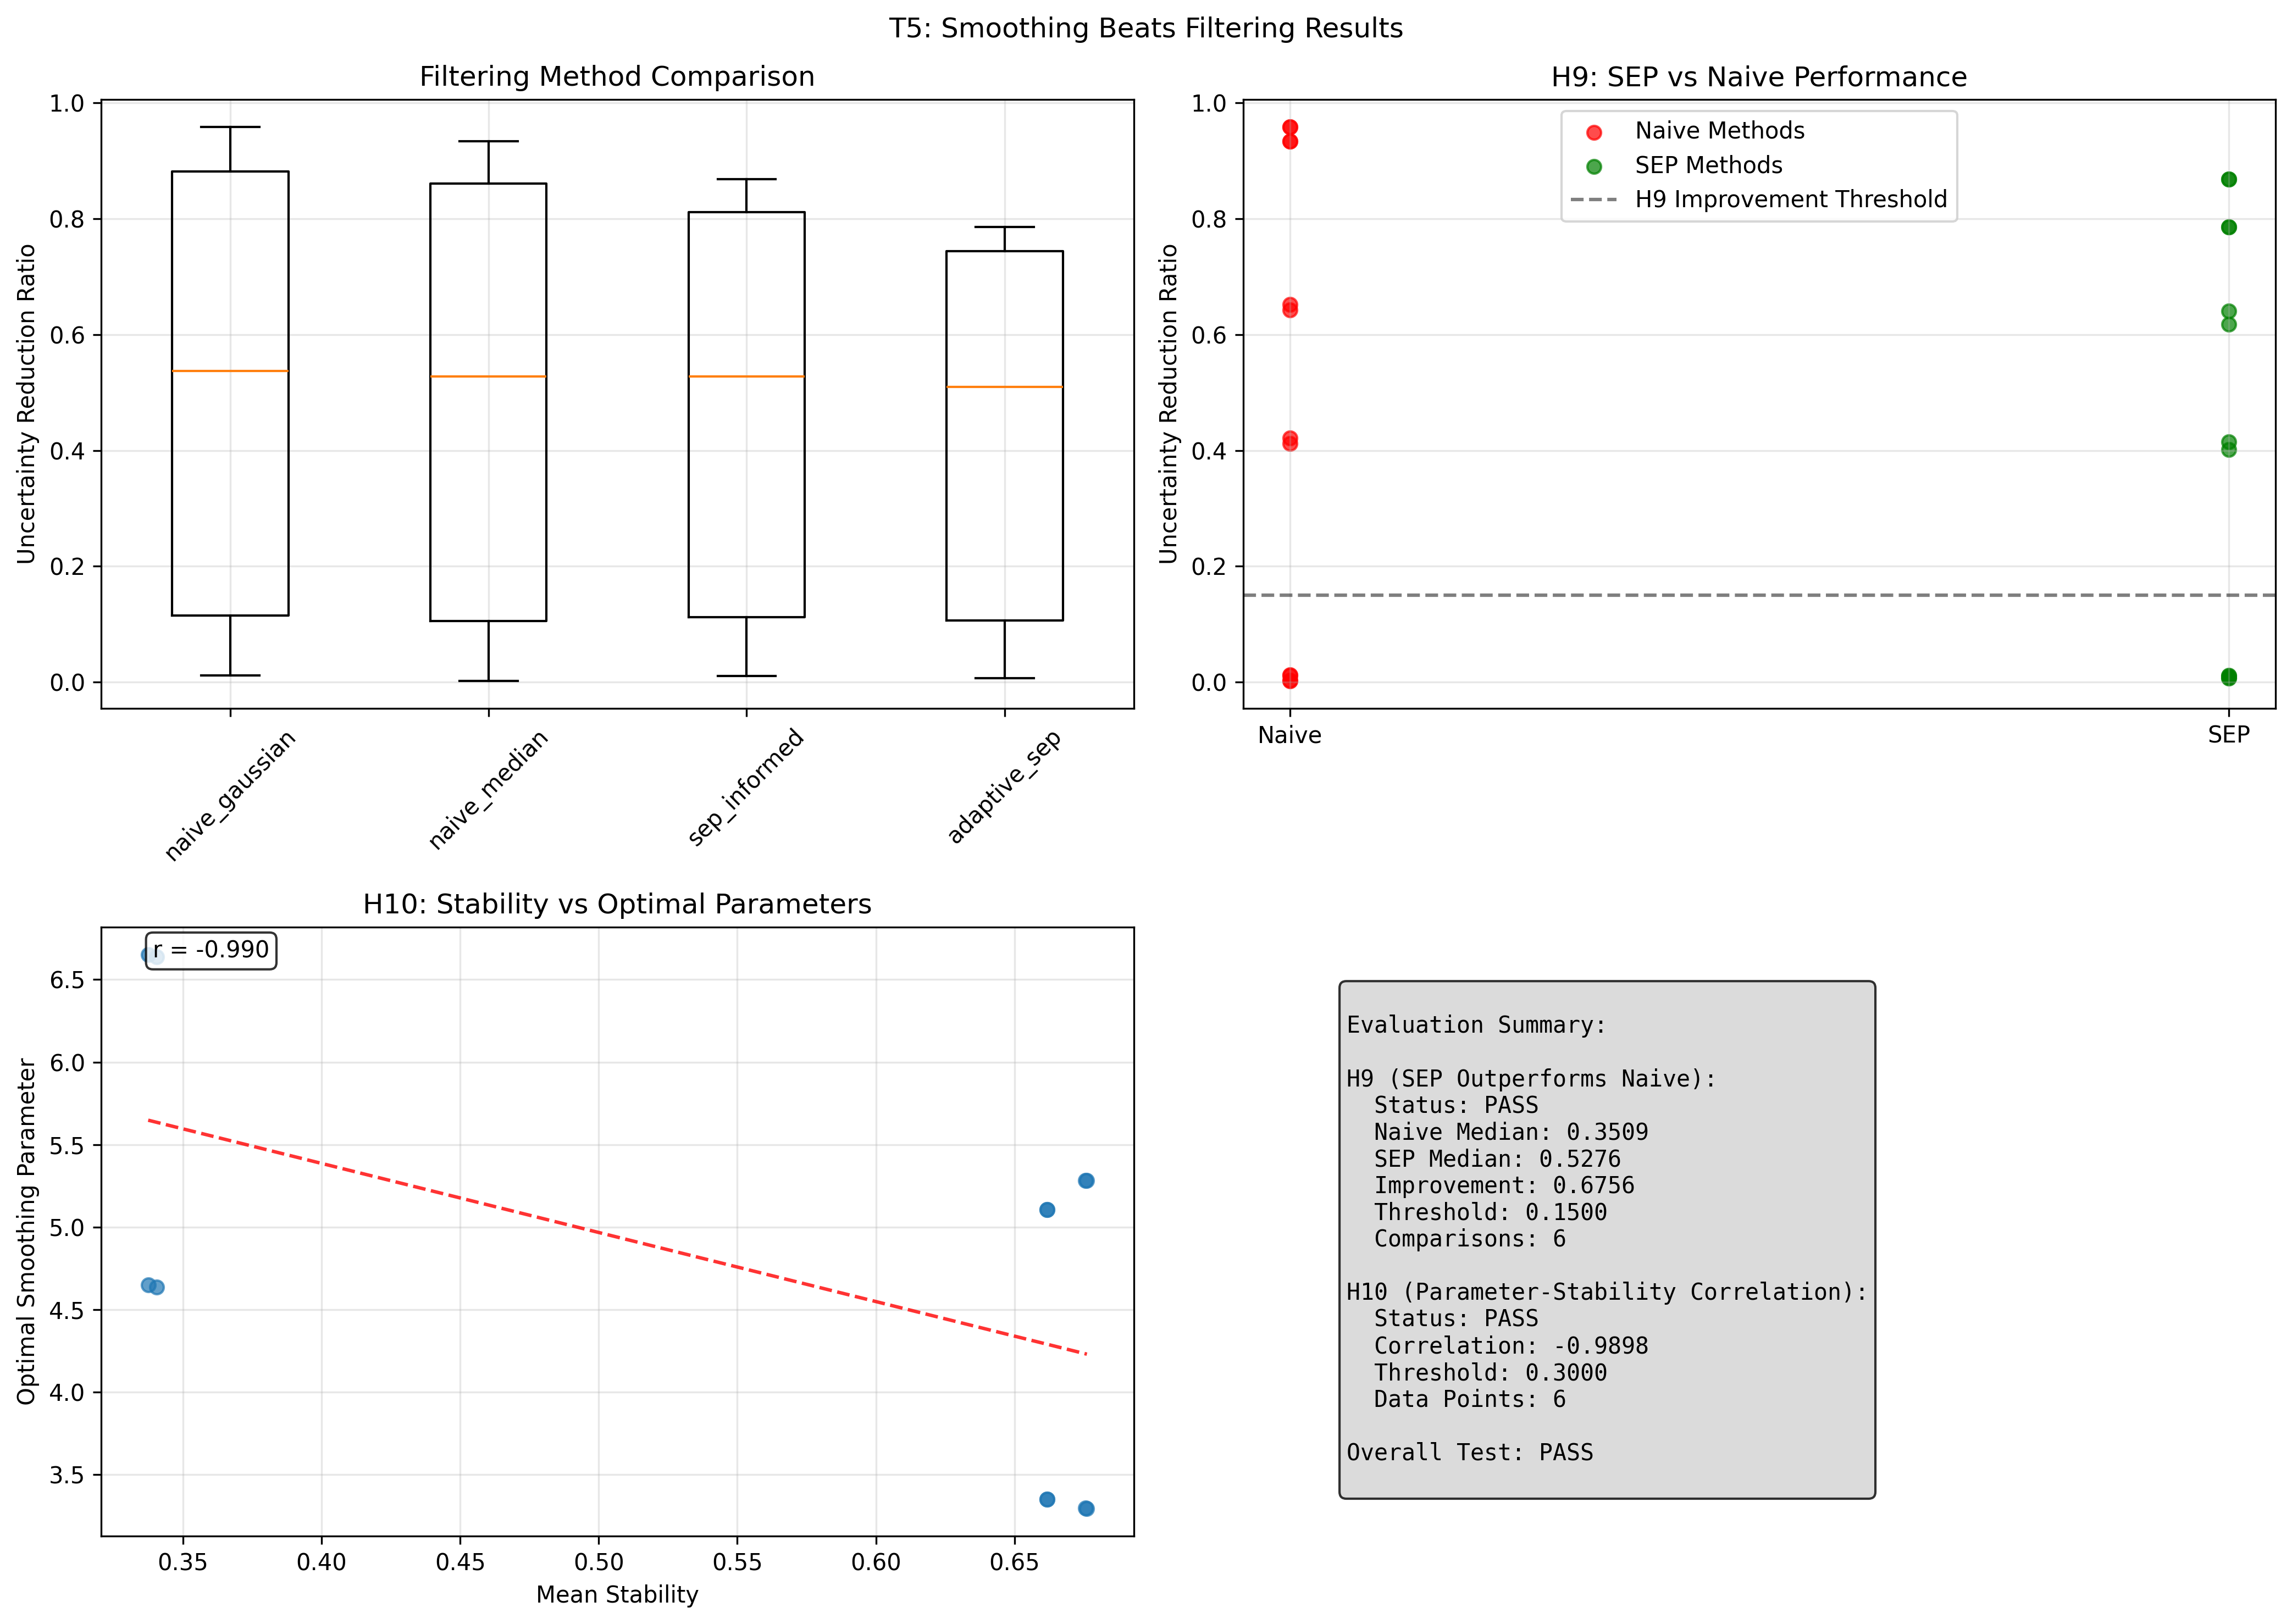 T5: Smoothing Beats Filtering Results
Filtering Method Comparison
Uncertainty Reduction Ratio
1.0
0.8
0.6
0.4
0.2
0.0
naive_gaussian
naive_median
sep_informed
adaptive_sep
H9: SEP vs Naive Performance
Uncertainty Reduction Ratio
1.0
0.8
0.6
0.4
0.2
0.0
Naive Methods
SEP Methods
H9 Improvement Threshold
Naive
SEP
H10: Stability vs Optimal Parameters
r = -0.990
Optimal Smoothing Parameter
6.5
6.0
5.5
5.0
4.5
4.0
3.5
0.35
0.40
0.45
0.50
0.55
0.60
0.65
Mean Stability
Evaluation Summary:
H9 (SEP Outperforms Naive):
Status: PASS
Naive Median: 0.3509
SEP Median: 0.5276
Improvement: 0.6756
Threshold: 0.1500
Comparisons: 6
H10 (Parameter-Stability Correlation):
Status: PASS
Correlation: -0.9898
Threshold: 0.3000
Data Points: 6
Overall Test: PASS